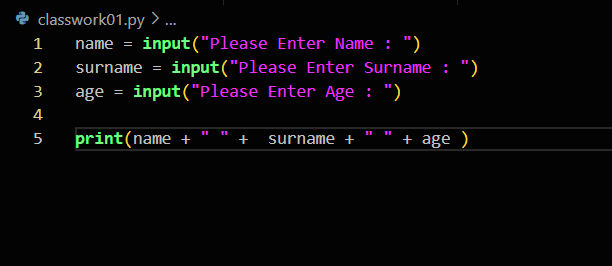 classwork01.py > ...
1 name = input("Please Enter Name : ")
2 surname = input("Please Enter Surname : ")
3 age = input("Please Enter Age : ")
4
5 print(name + " " +  surname + " " + age )